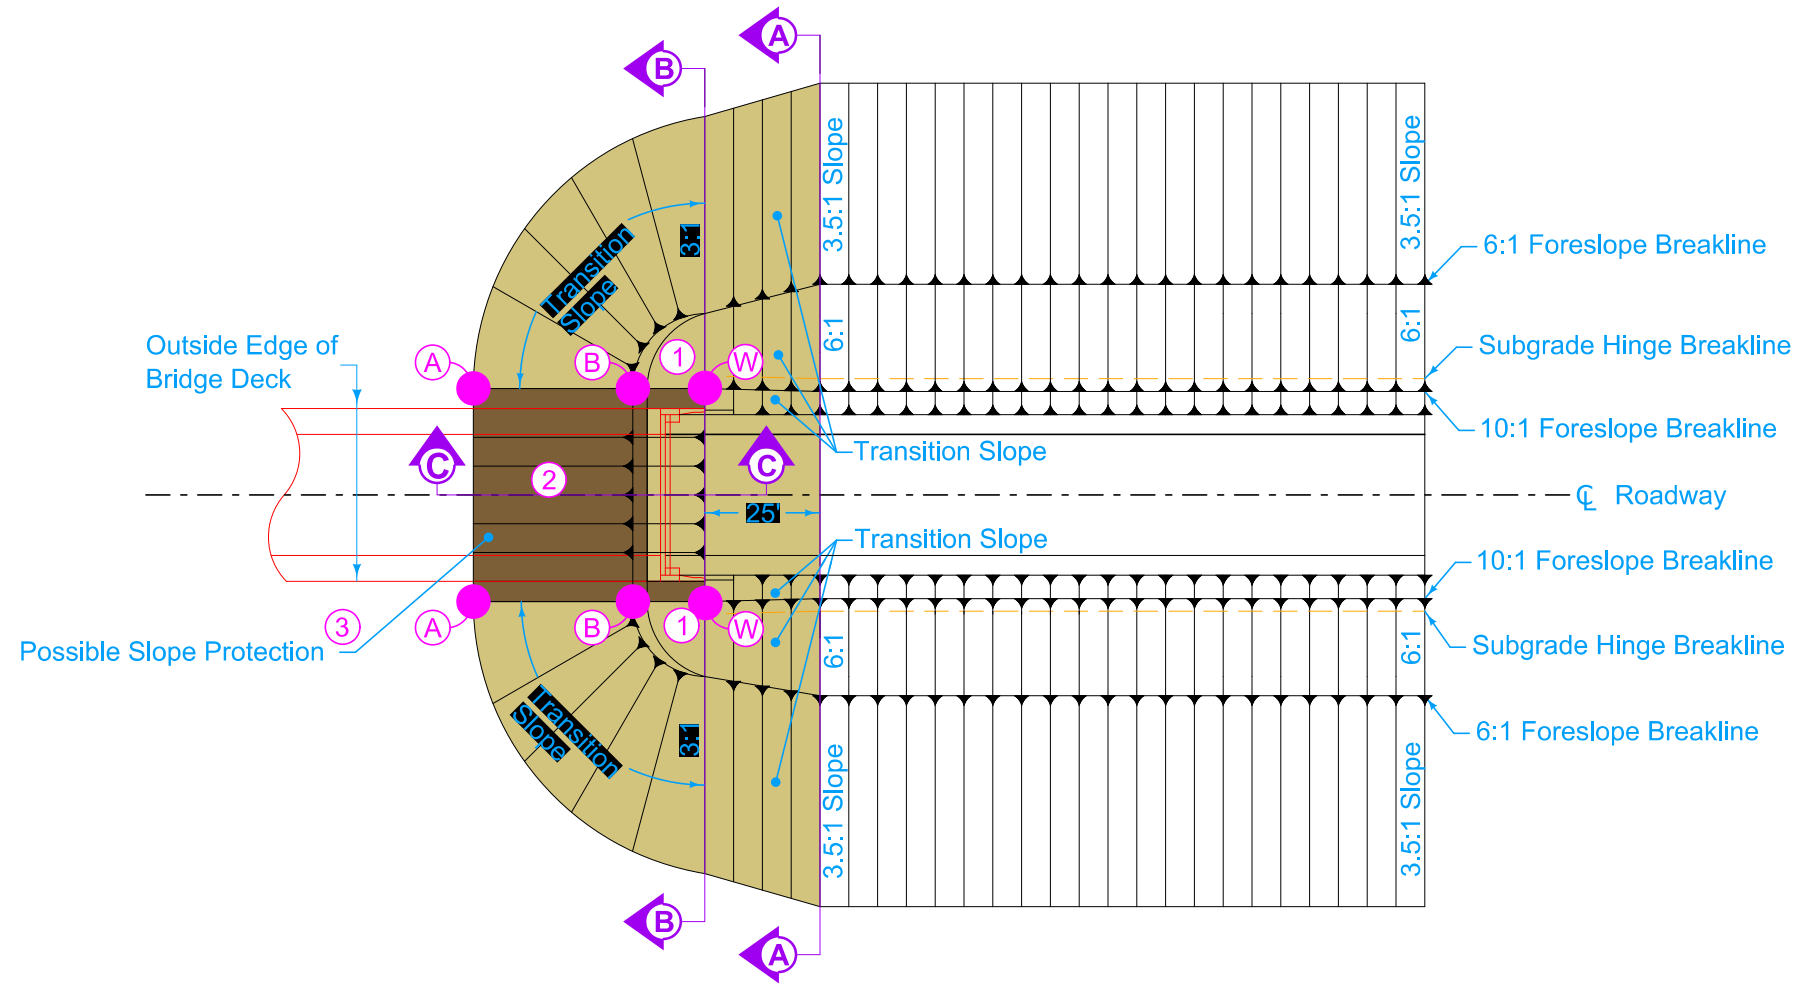 A
B
3.5:1 Slope
3.5:1 Slope
Transition
Slope
3:1
6:1 Foreslope Breakline
6:1
6:1
Outside Edge of
Bridge Deck
A
B
1
W
Subgrade Hinge Breakline
10:1 Foreslope Breakline
Transition Slope
C
C
2
25'
℄ Roadway
Transition Slope
10:1 Foreslope Breakline
3
A
B
1
W
Possible Slope Protection
6:1
6:1
Subgrade Hinge Breakline
Transition
Slope
3:1
6:1 Foreslope Breakline
3.5:1 Slope
3.5:1 Slope
B
A